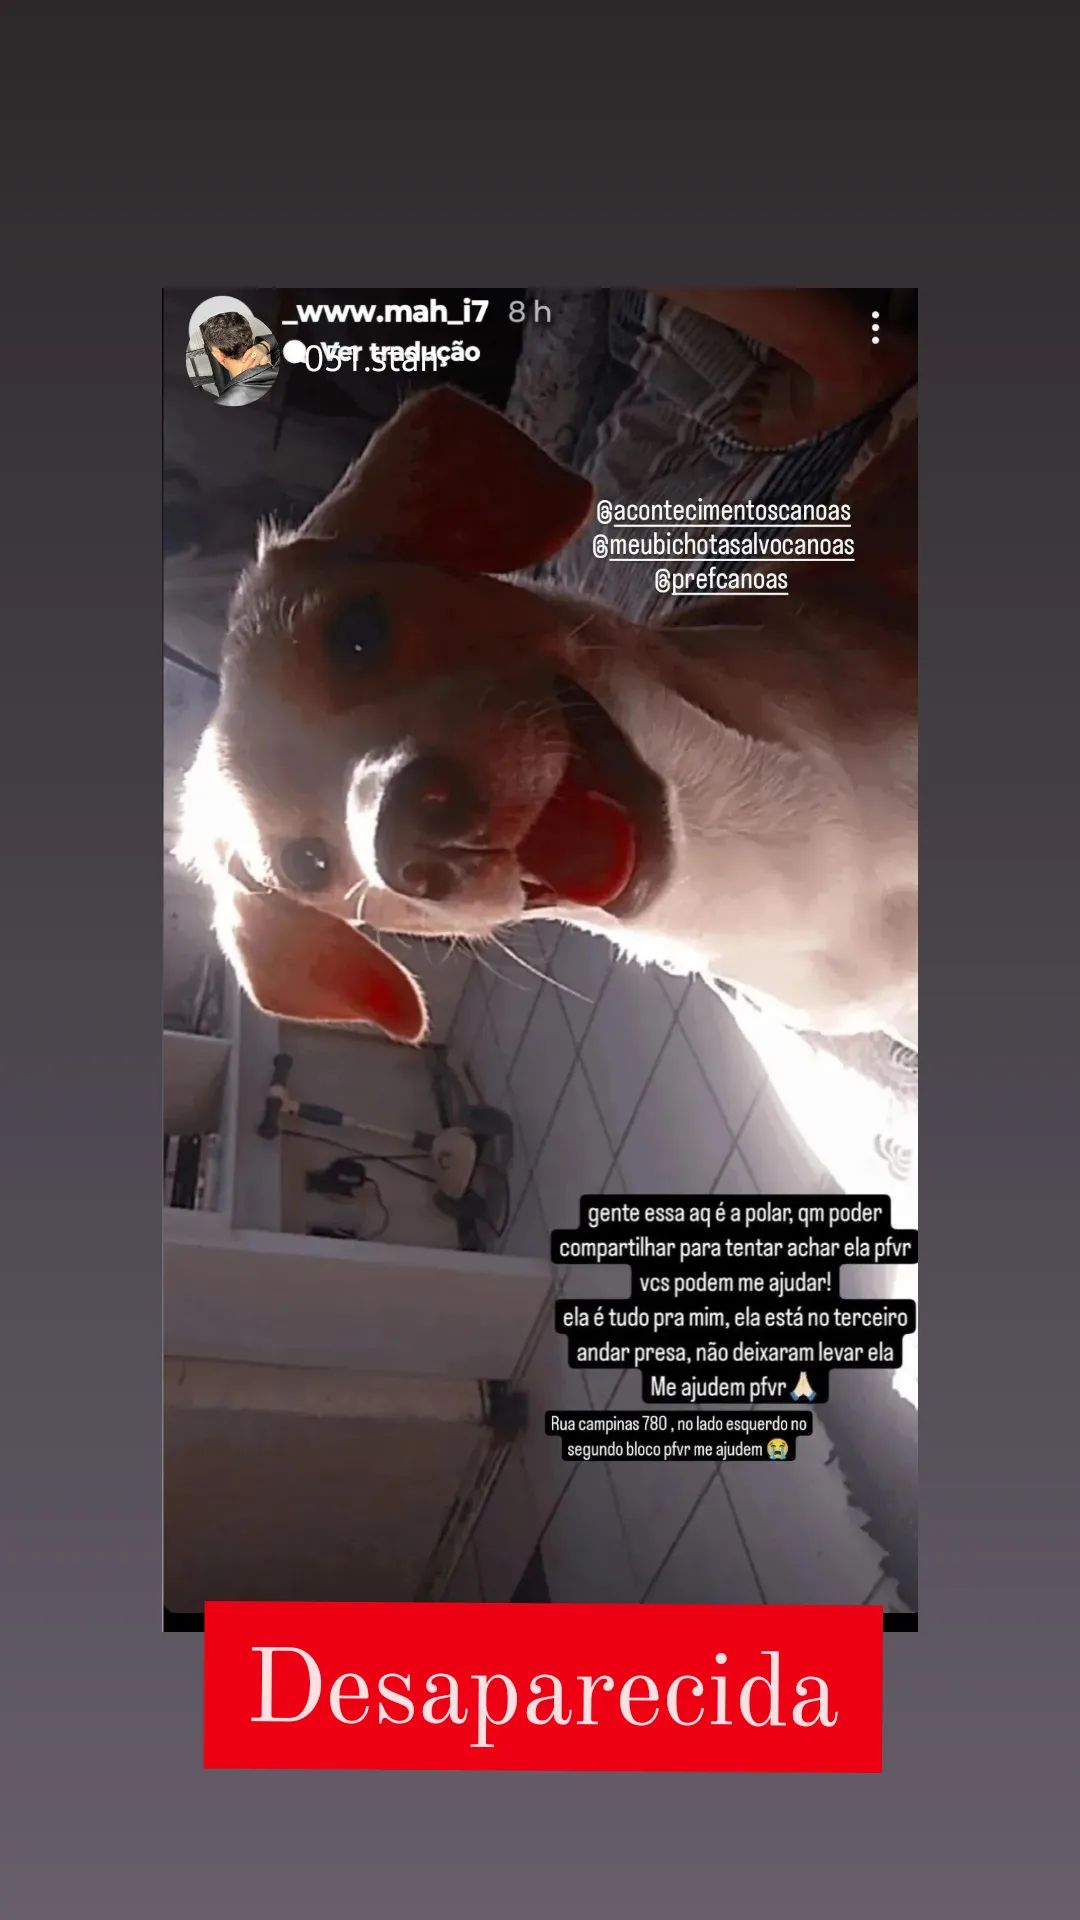 _www.mah_i7 8 h
Ver tradução
@acontecimentoscanoas
@meubichotasalvocanoas
@prefcanoas
gente essa aq é a polar, qm poder
compartilhar para tentar achar ela pfvr
vcs podem me ajudar!
ela é tudo pra mim, ela está no terceiro
andar presa, não deixaram levar ela
Me ajudem pfvr🙏🏻
Rua campinas 780 , no lado esquerdo no
segundo bloco pfvr me ajudem 😭
Desaparecida